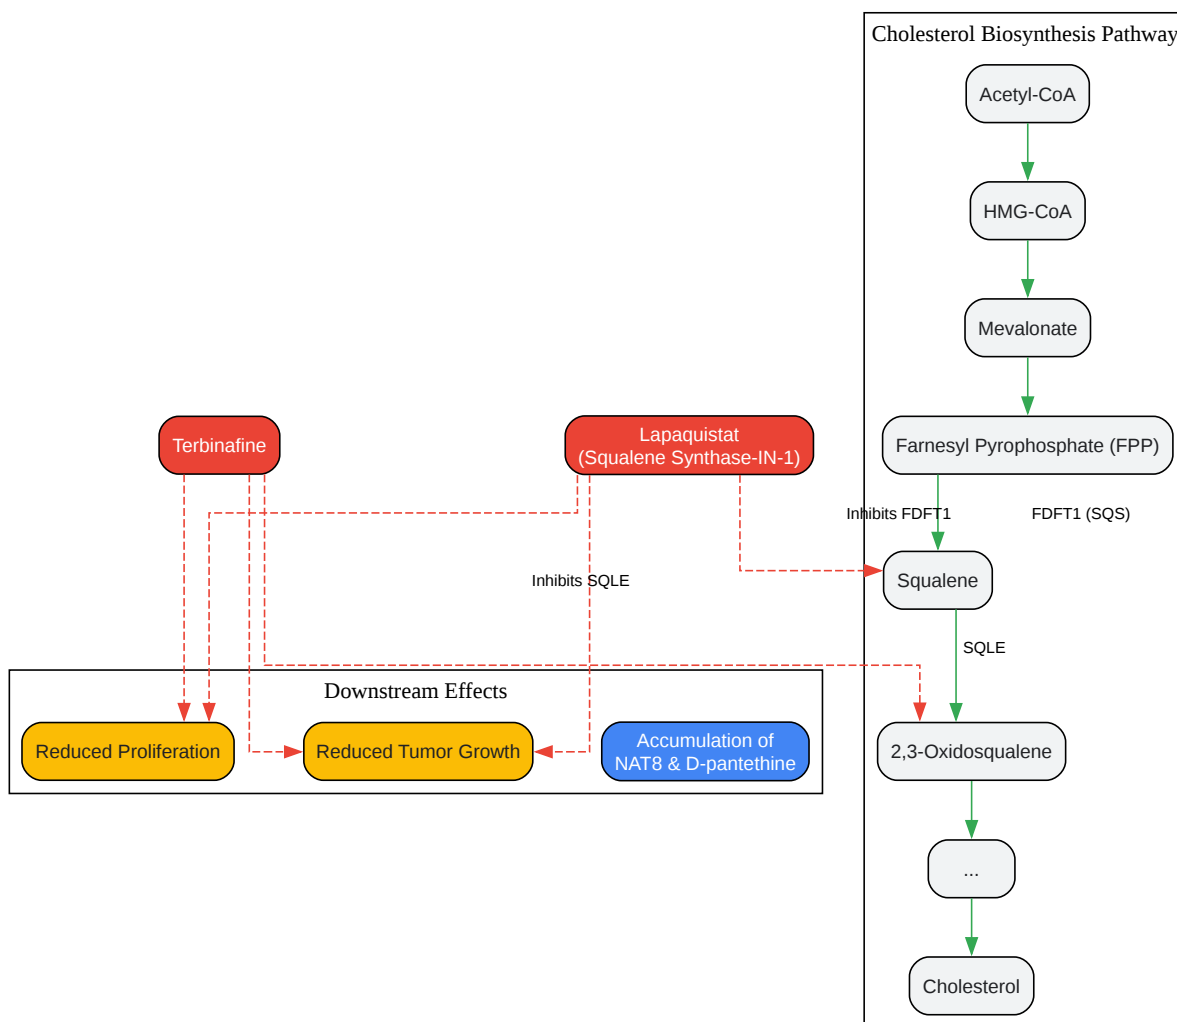 Cholesterol Biosynthesis Pathway
Acetyl-CoA
HMG-CoA
Mevalonate
Terbinafine
Lapaquistat
(Squalene Synthase-IN-1)
Farnesyl Pyrophosphate (FPP)
Inhibits FDFT1
FDFT1 (SQS)
Squalene
Inhibits SQLE
SQLE
Downstream Effects
Reduced Proliferation
Reduced Tumor Growth
Accumulation of
NAT8 & D-pantethine
2,3-Oxidosqualene
...
Cholesterol